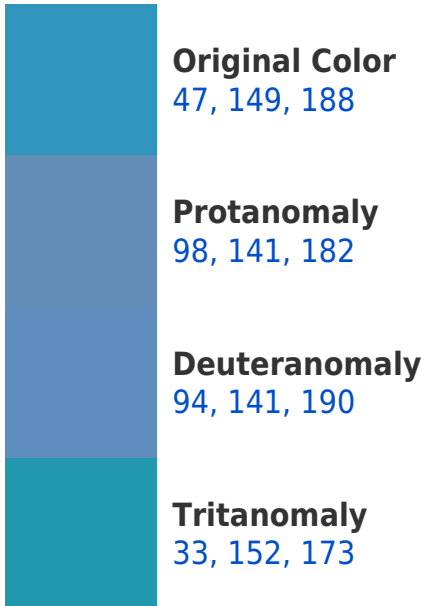 Original Color
47, 149, 188
Protanomaly
98, 141, 182
Deuteranomaly
94, 141, 190
Tritanomaly
33, 152, 173